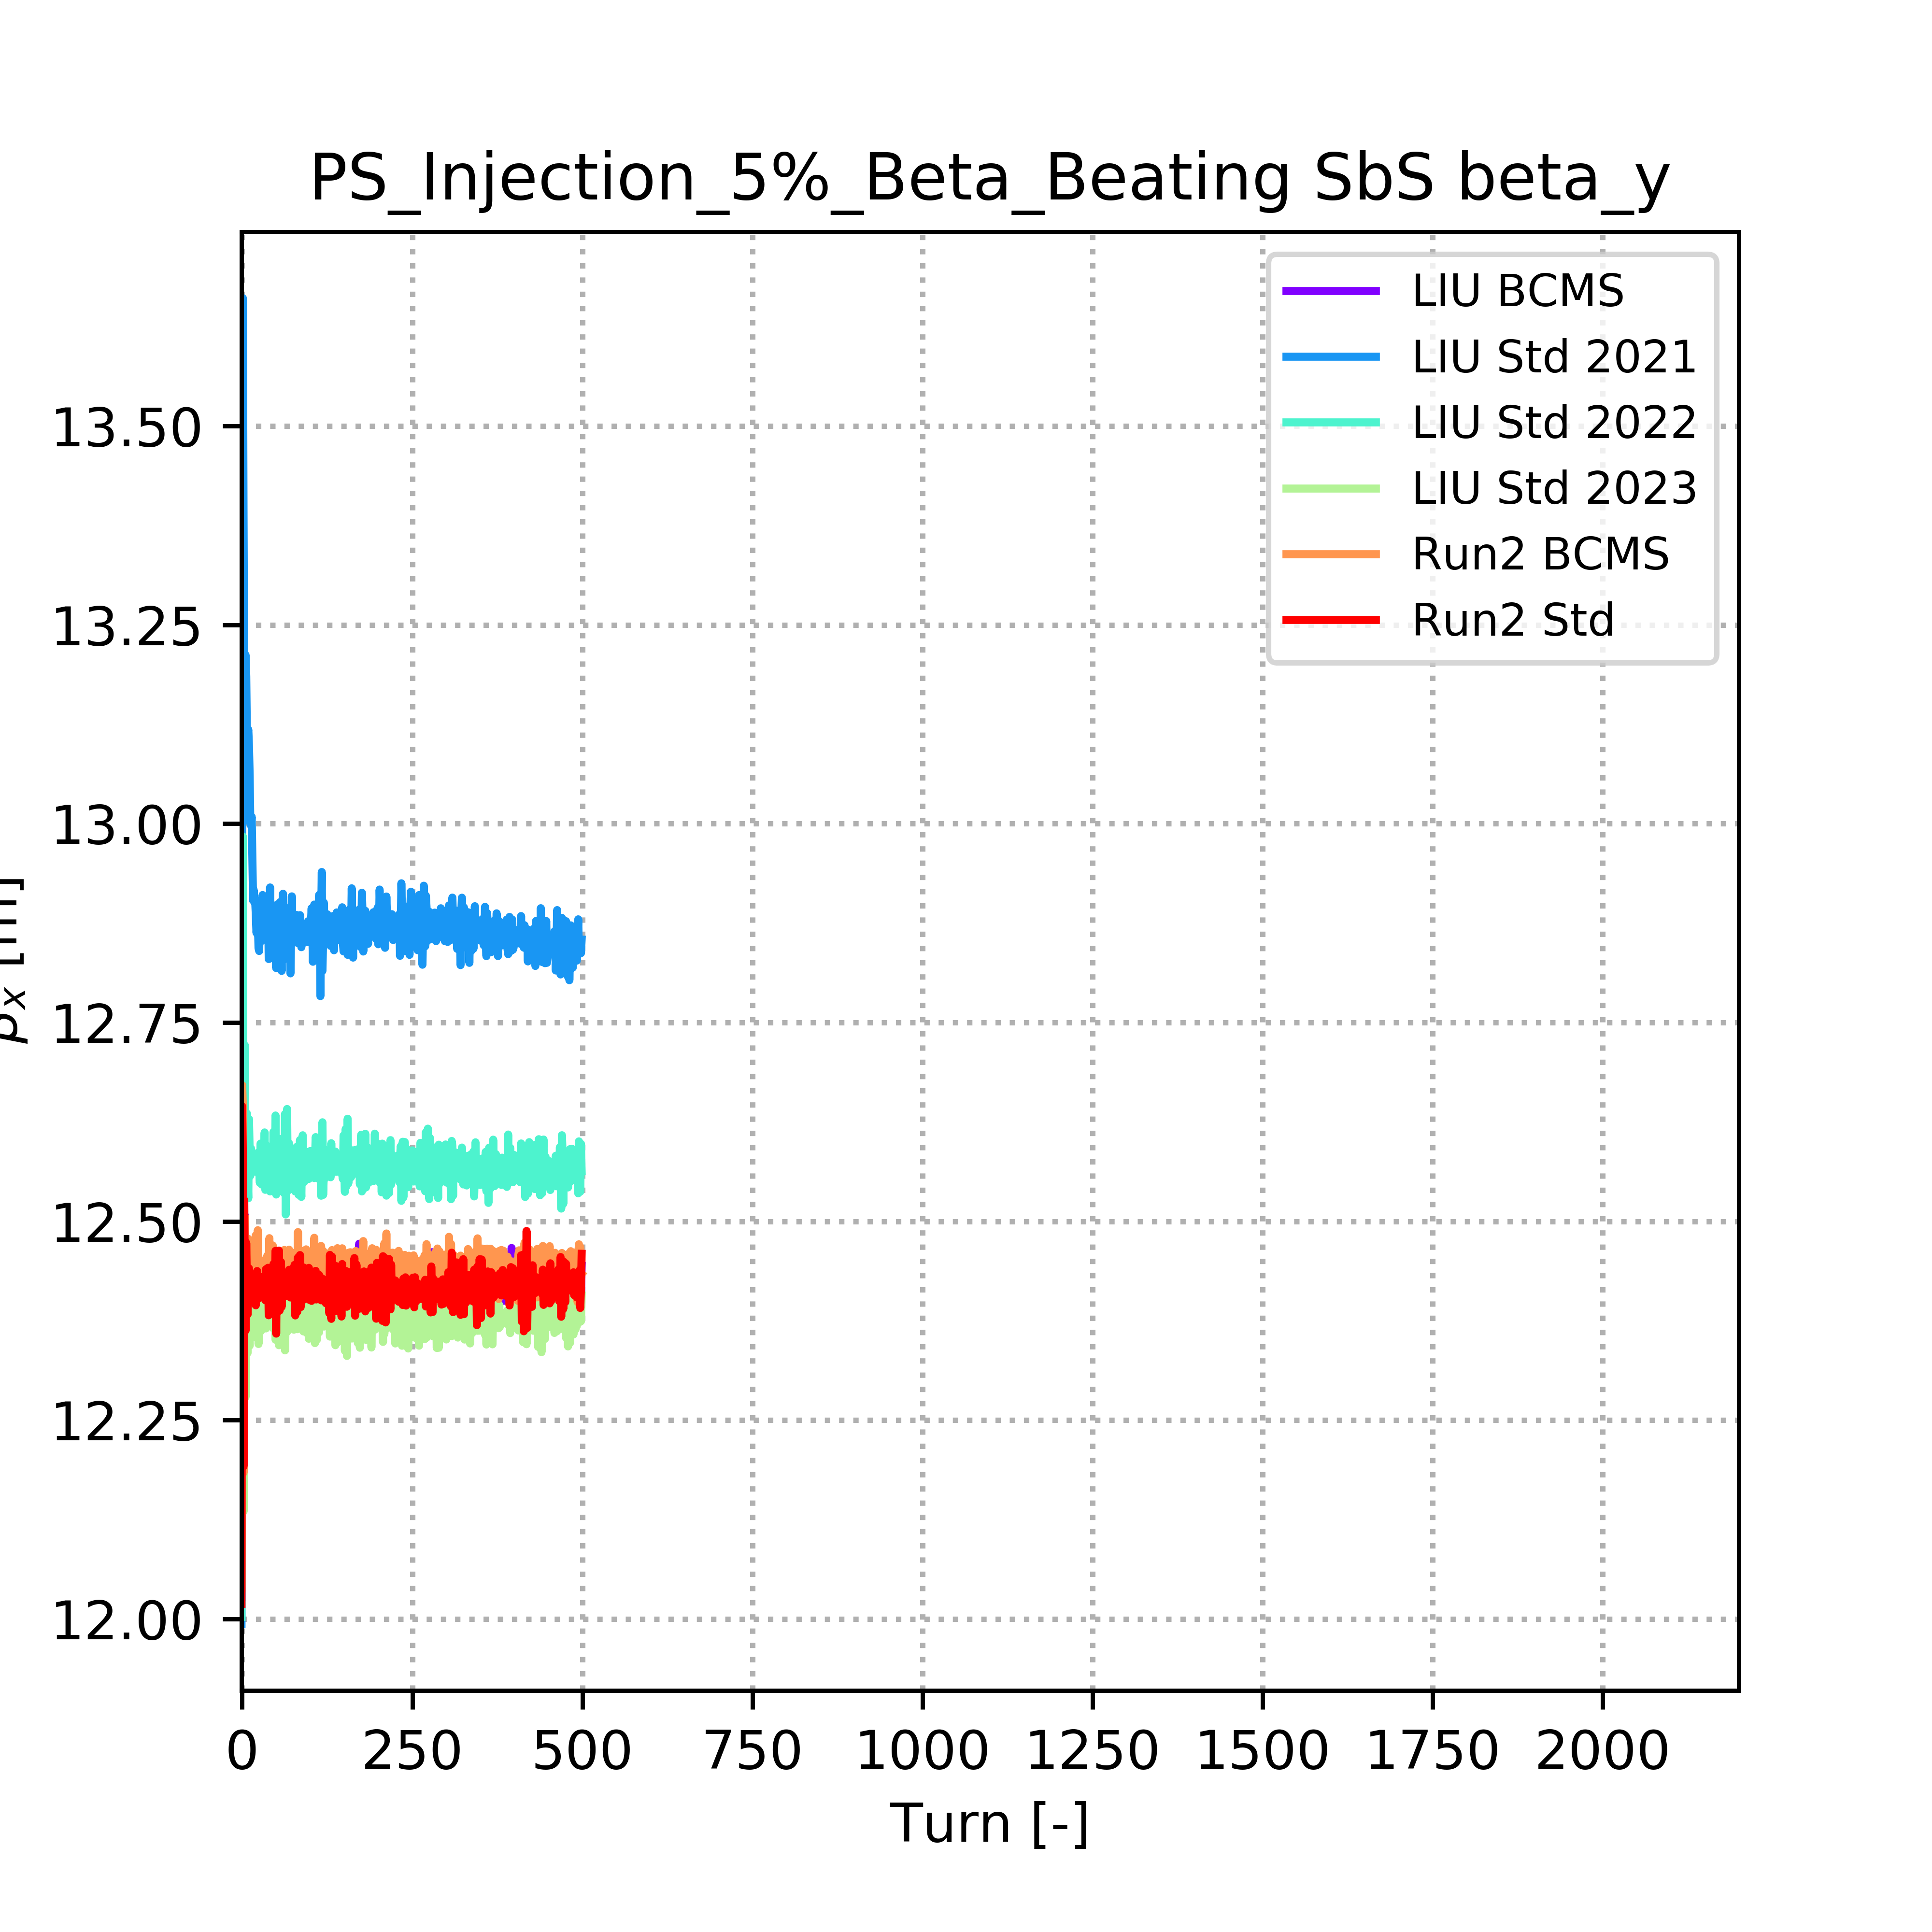 PS_Injection_5%_Beta_Beating SbS beta_y
LIU BCMS
LIU Std 2021
LIU Std 2022
LIU Std 2023
Run2 BCMS
Run2 Std
13.50
13.25
13.00
12.75
12.50
12.25
12.00
0 250 500 750 1000 1250 1500 1750 2000
Turn [-]